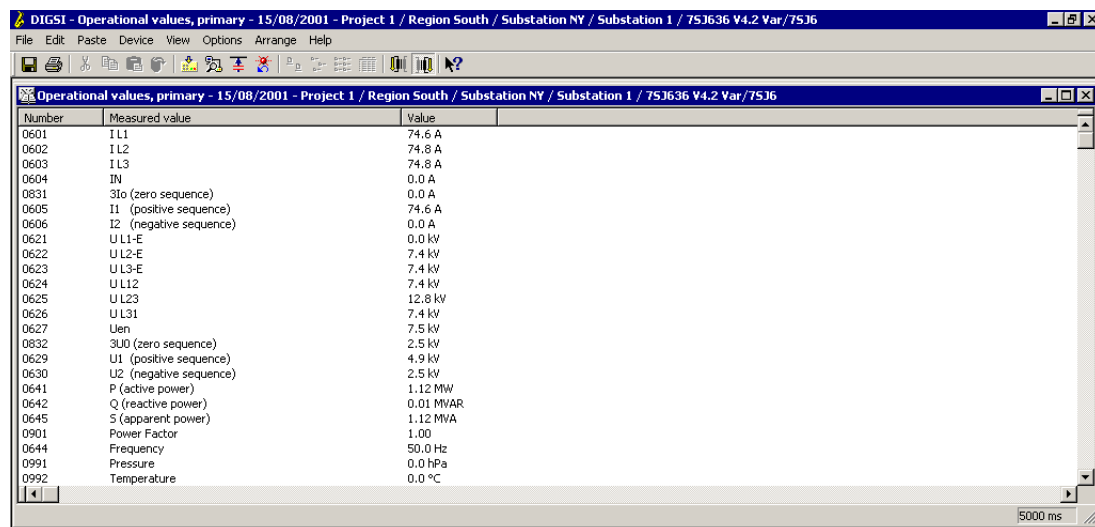 DIGSI - Operational values, primary - 15/08/2001 - Project 1 / Region South / Substation NY / Substation 1 / 7SJ636 V4.2 Var/7SJ6
File Edit Paste Device View Options Arrange Help
Operational values, primary - 15/08/2001 - Project 1 / Region South / Substation NY / Substation 1 / 7SJ636 V4.2 Var/7SJ6
Number Measured value Value
0601 I L1 74.6 A
0602 I L2 74.8 A
0603 I L3 74.8 A
0604 IN 0.0 A
0831 3Io (zero sequence) 0.0 A
0605 I1 (positive sequence) 74.6 A
0606 I2 (negative sequence) 0.0 A
0621 U L1-E 0.0 kV
0622 U L2-E 7.4 kV
0623 U L3-E 7.4 kV
0624 U L12 7.4 kV
0625 U L23 12.8 kV
0626 U L31 7.4 kV
0627 Uen 7.5 kV
0832 3U0 (zero sequence) 2.5 kV
0629 U1 (positive sequence) 4.9 kV
0630 U2 (negative sequence) 2.5 kV
0641 P (active power) 1.12 MW
0642 Q (reactive power) 0.01 MVAR
0645 S (apparent power) 1.12 MVA
0901 Power Factor 1.00
0644 Frequency 50.0 Hz
0991 Pressure 0.0 hPa
0992 Temperature 0.0 °C
5000 ms